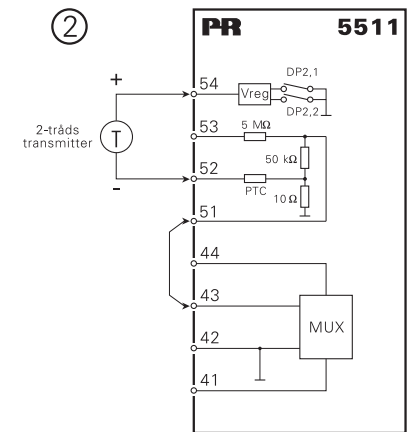 2
PR 5511
+
54
Vreg
DP2,1
DP2,2
2-tråds
transmitter
T
53
5 MΩ
50 kΩ
52
-
PTC
10Ω
51
44
43
MUX
42
41